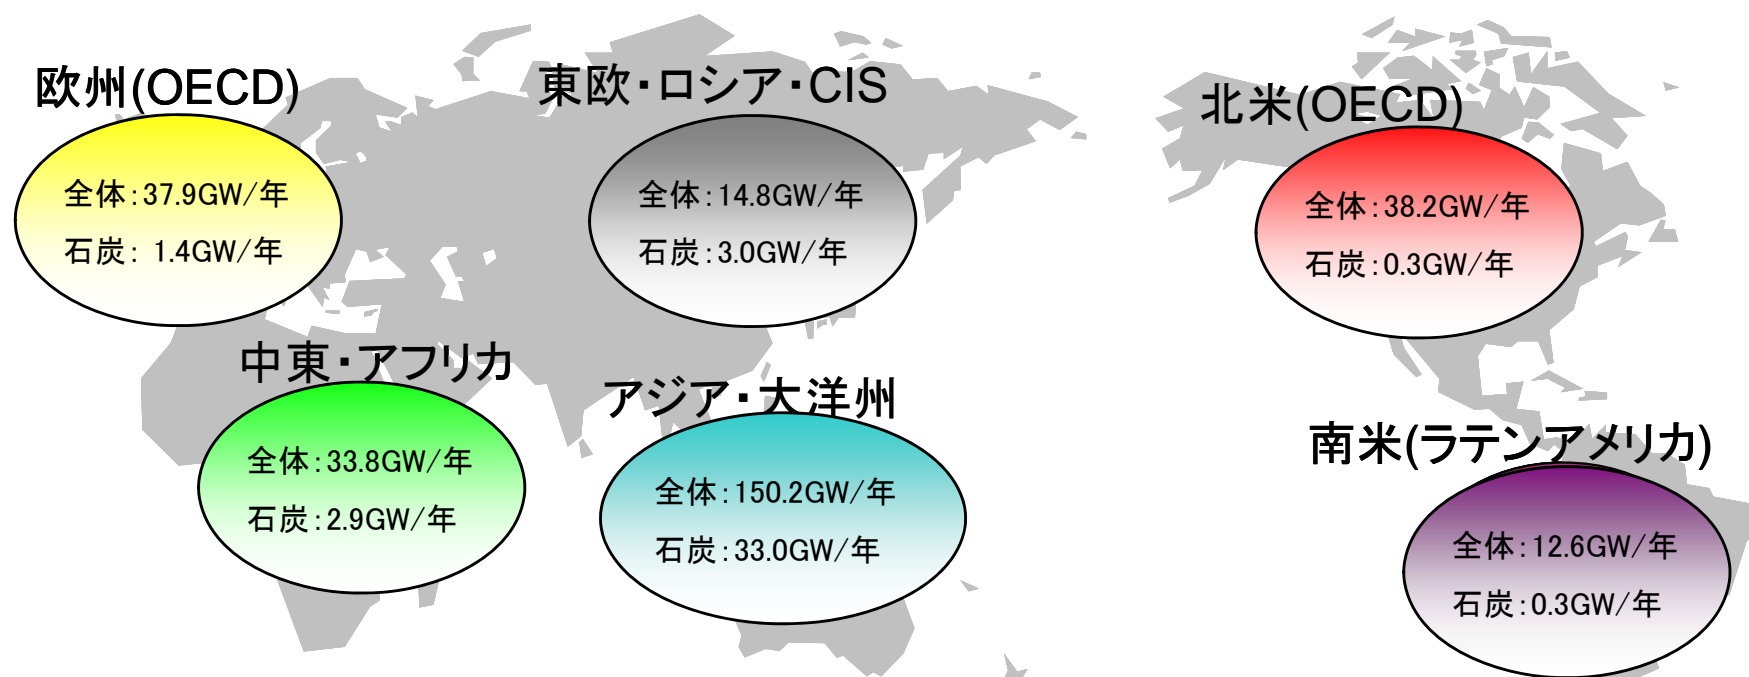 欧州(OECD)
全体:37.9GW/年
石炭: 1.4GW/年
東欧・ロシア・CIS
全体:14.8GW/年
石炭:3.0GW/年
北米(OECD)
全体:38.2GW/年
石炭:0.3GW/年
中東・アフリカ
全体:33.8GW/年
石炭:2.9GW/年
アジア・大洋州
全体:150.2GW/年
石炭:33.0GW/年
南米(ラテンアメリカ)
全体:12.6GW/年
石炭:0.3GW/年